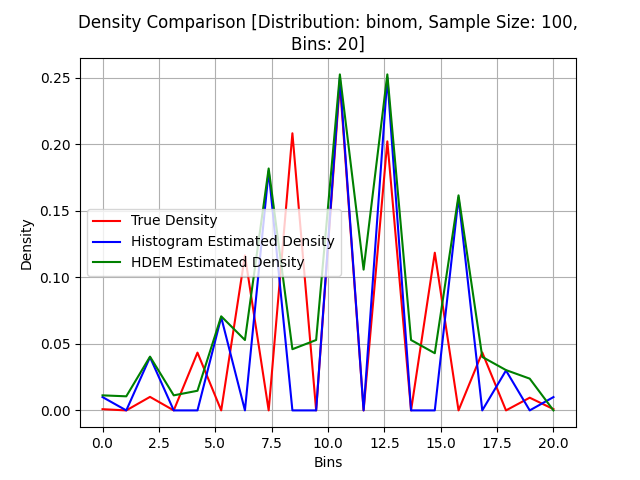 Density Comparison [Distribution: binom, Sample Size: 100,
Bins: 20]
0.25
0.20
0.15
0.10
0.05
0.00
Density
True Density
Histogram Estimated Density
HDEM Estimated Density
0.0 2.5 5.0 7.5 10.0 12.5 15.0 17.5 20.0
Bins